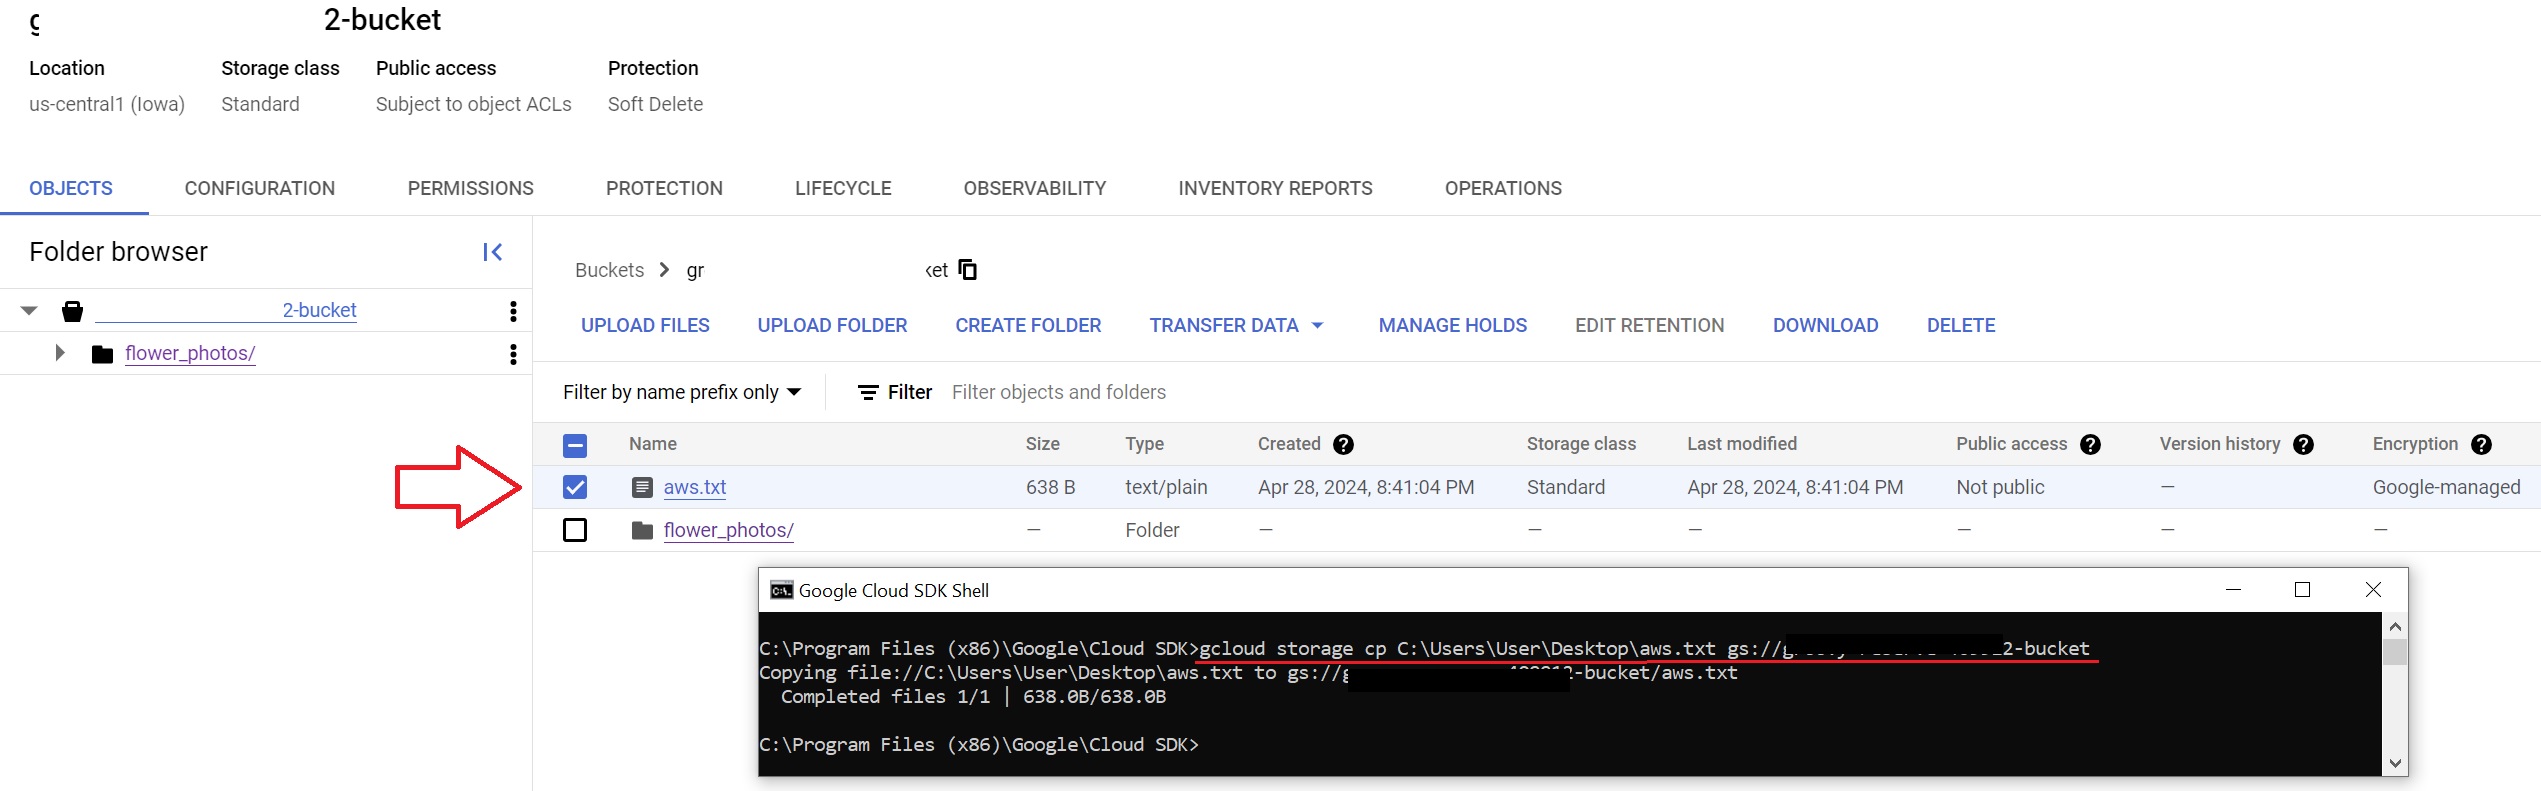 2-bucket
Location Storage class Public access Protection
us-central1 (Iowa) Standard Subject to object ACLs Soft Delete
OBJECTS CONFIGURATION PERMISSIONS PROTECTION LIFECYCLE OBSERVABILITY INVENTORY REPORTS OPERATIONS
Folder browser
2-bucket
flower_photos/
Buckets > gr ket
UPLOAD FILES UPLOAD FOLDER CREATE FOLDER TRANSFER DATA MANAGE HOLDS EDIT RETENTION DOWNLOAD DELETE
Filter by name prefix only Filter Filter objects and folders
Name Size Type Created Storage class Last modified Public access Version history Encryption
aws.txt 638 B text/plain Apr 28, 2024, 8:41:04 PM Standard Apr 28, 2024, 8:41:04 PM Not public — Google-managed
flower_photos/ — Folder — — — — — —
Google Cloud SDK Shell
C:\Program Files (x86)\Google\Cloud SDK>gcloud storage cp C:\Users\User\Desktop\aws.txt gs://g 2-bucket
Copying file://C:\Users\User\Desktop\aws.txt to gs://g -bucket/aws.txt
Completed files 1/1 | 638.0B/638.0B
C:\Program Files (x86)\Google\Cloud SDK>